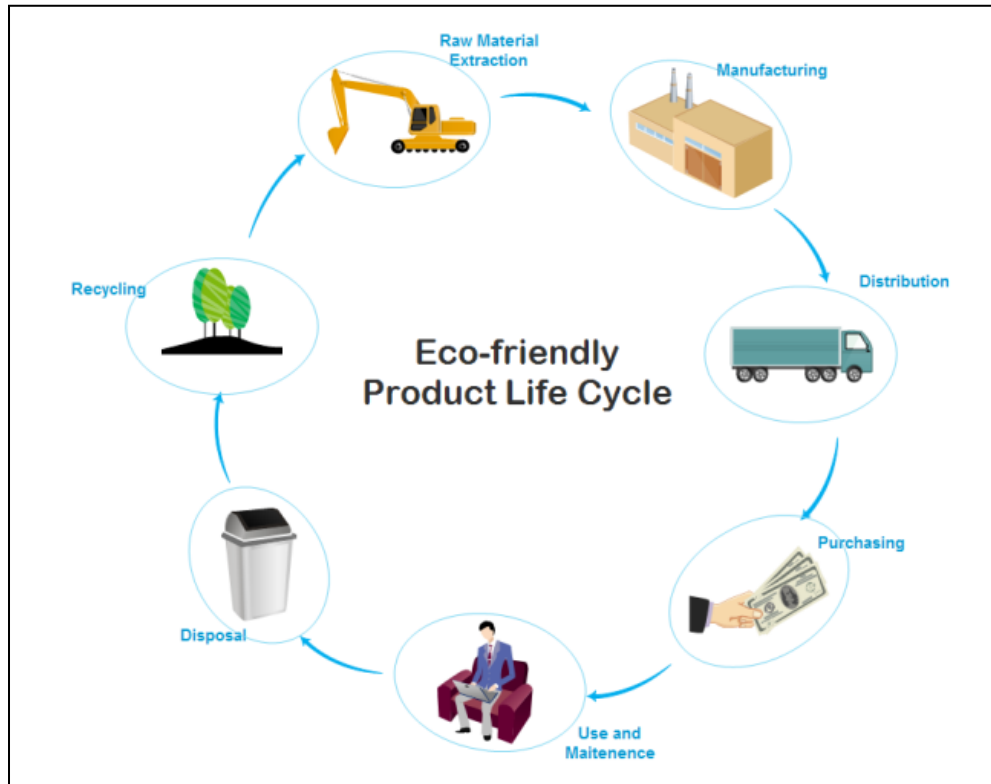 Raw Material
Extraction
Manufacturing
Distribution
Purchasing
Use and
Maitenence
Disposal
Recycling
Eco-friendly
Product Life Cycle